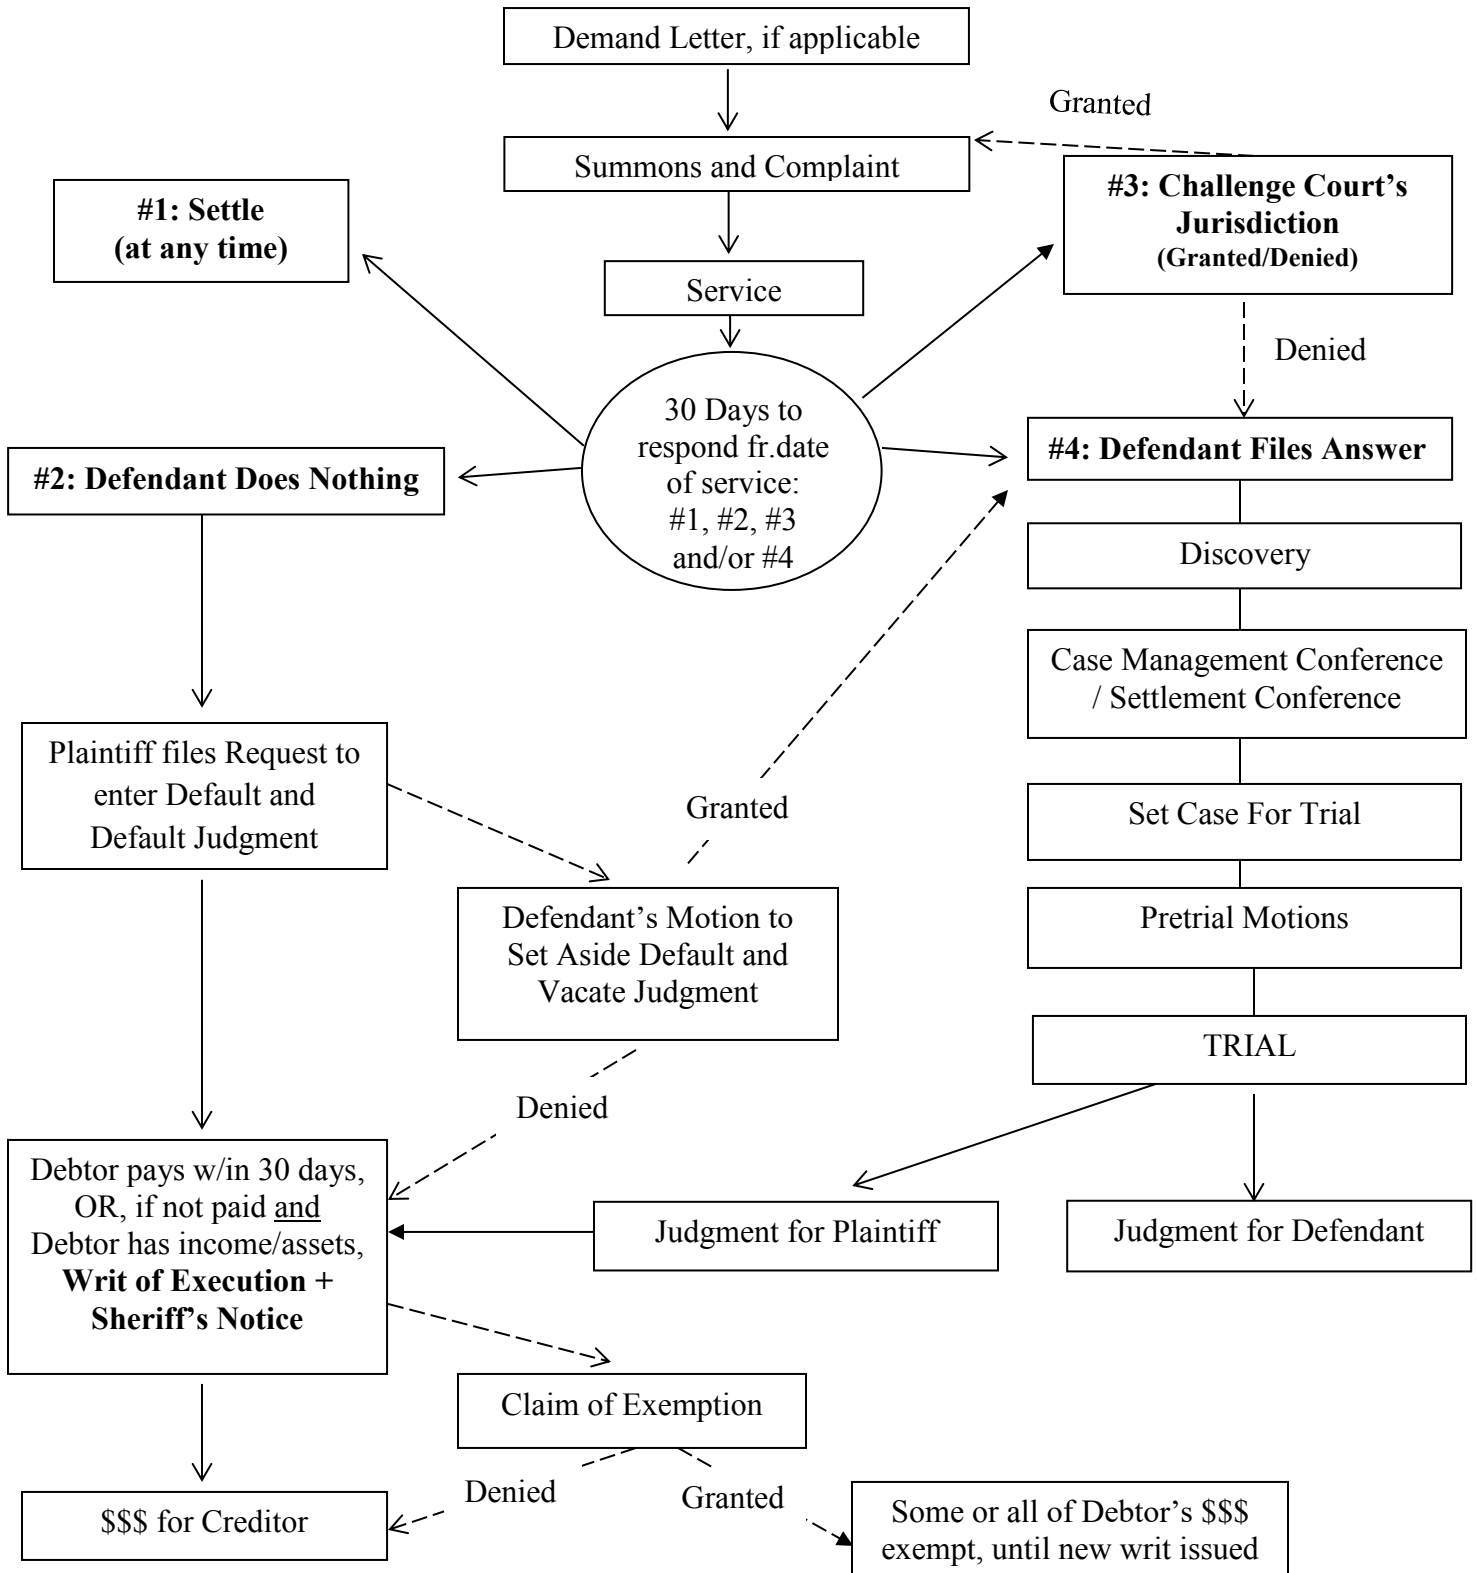 Demand Letter, if applicable
Granted
Summons and Complaint
#1: Settle
(at any time)
#3: Challenge Court’s
Jurisdiction
(Granted/Denied)
Service
Denied
30 Days to
respond fr.date
of service:
#1, #2, #3
and/or #4
#2: Defendant Does Nothing
#4: Defendant Files Answer
Discovery
Case Management Conference
/ Settlement Conference
Plaintiff files Request to
enter Default and
Default Judgment
Granted
Set Case For Trial
Defendant’s Motion to
Set Aside Default and
Vacate Judgment
Pretrial Motions
TRIAL
Denied
Debtor pays w/in 30 days,
OR, if not paid and
Debtor has income/assets,
Writ of Execution +
Sheriff’s Notice
Judgment for Plaintiff
Judgment for Defendant
Claim of Exemption
Denied
Granted
$$$ for Creditor
Some or all of Debtor’s $$$
exempt, until new writ issued